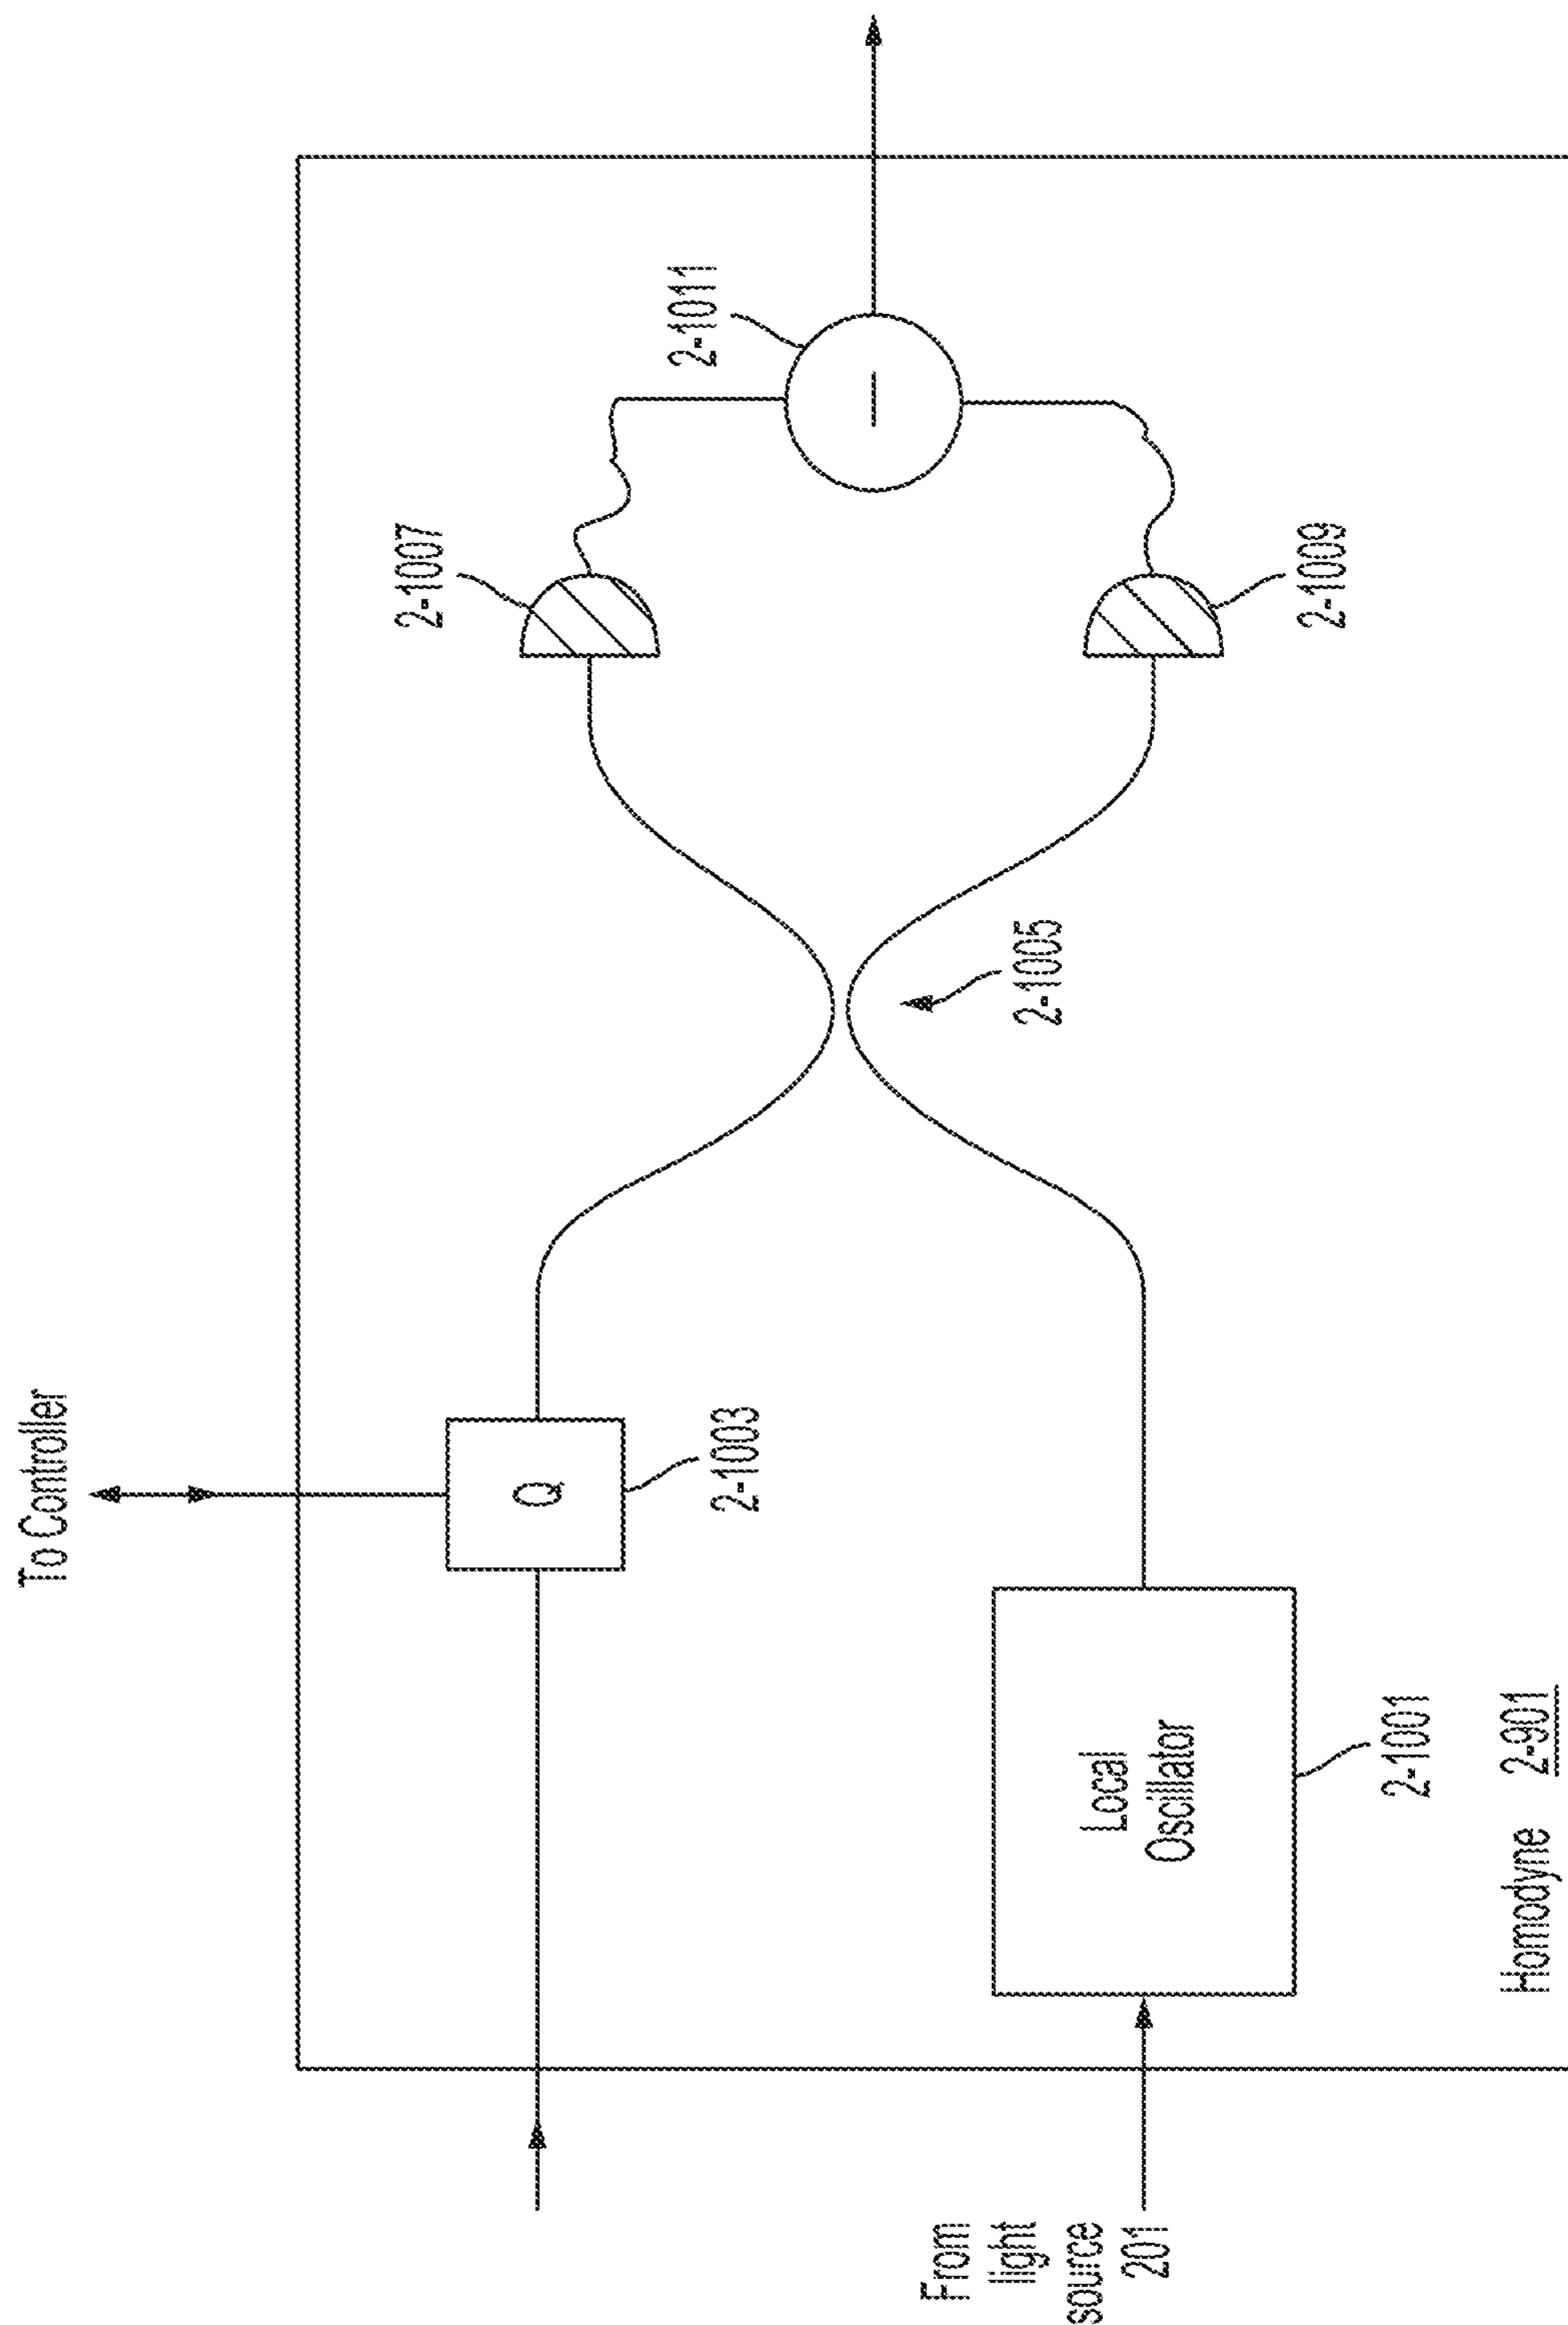 To Controller
Q
2-1003
2-1007
2-1011
2-1005
2-1009
From
light
source
201
Local
Oscillator
2-1001
Homodyne 2-901